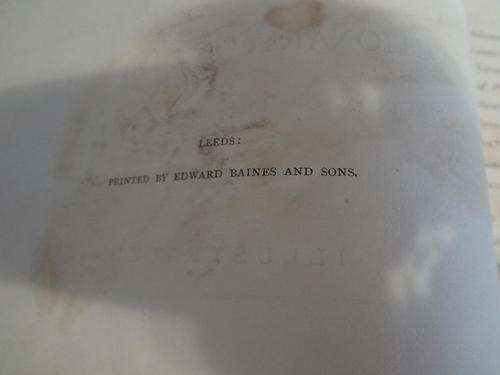 LEEDS:
PRINTED BY EDWARD BAINES AND SONS.